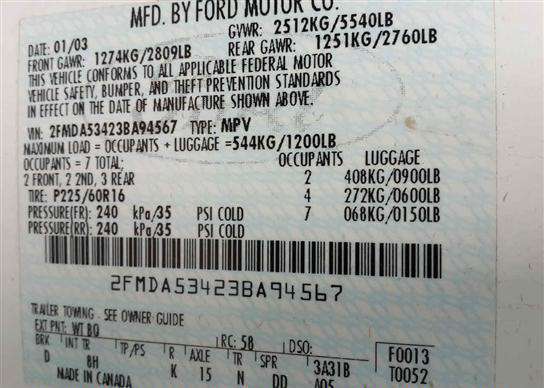 MFD. BY FORD MOTOR CO.
DATE: 01/03 GVWR: 2512KG/5540LB
FRONT GAWR: 1274KG/2809LB REAR GAWR: 1251KG/2760LB
THIS VEHICLE CONFORMS TO ALL APPLICABLE FEDERAL MOTOR
VEHICLE SAFETY, BUMPER, AND THEFT PREVENTION STANDARDS
IN EFFECT ON THE DATE OF MANUFACTURE SHOWN ABOVE.
VIN: 2FMDA53423BA94567 TYPE: MPV
MAXIMUM LOAD = OCCUPANTS + LUGGAGE =544KG/1200LB
OCCUPANTS = 7 TOTAL; OCCUPANTS LUGGAGE
2 FRONT, 2 2ND, 3 REAR 2 408KG/0900LB
TIRE: P225/60R16 4 272KG/0600LB
PRESSURE(FR): 240 kPa/35 PSI COLD 7 068KG/0150LB
PRESSURE(RR): 240 kPa/35 PSI COLD
2FMDA53423BA94567
TRAILER TOWING - SEE OWNER GUIDE
EXT PNT: WT BQ RC: 58 DSO: F0013
BRK INT TR TP/PS R AXLE TR SPR 3A31B T0052
D 8H K 15 N DD A05
MADE IN CANADA